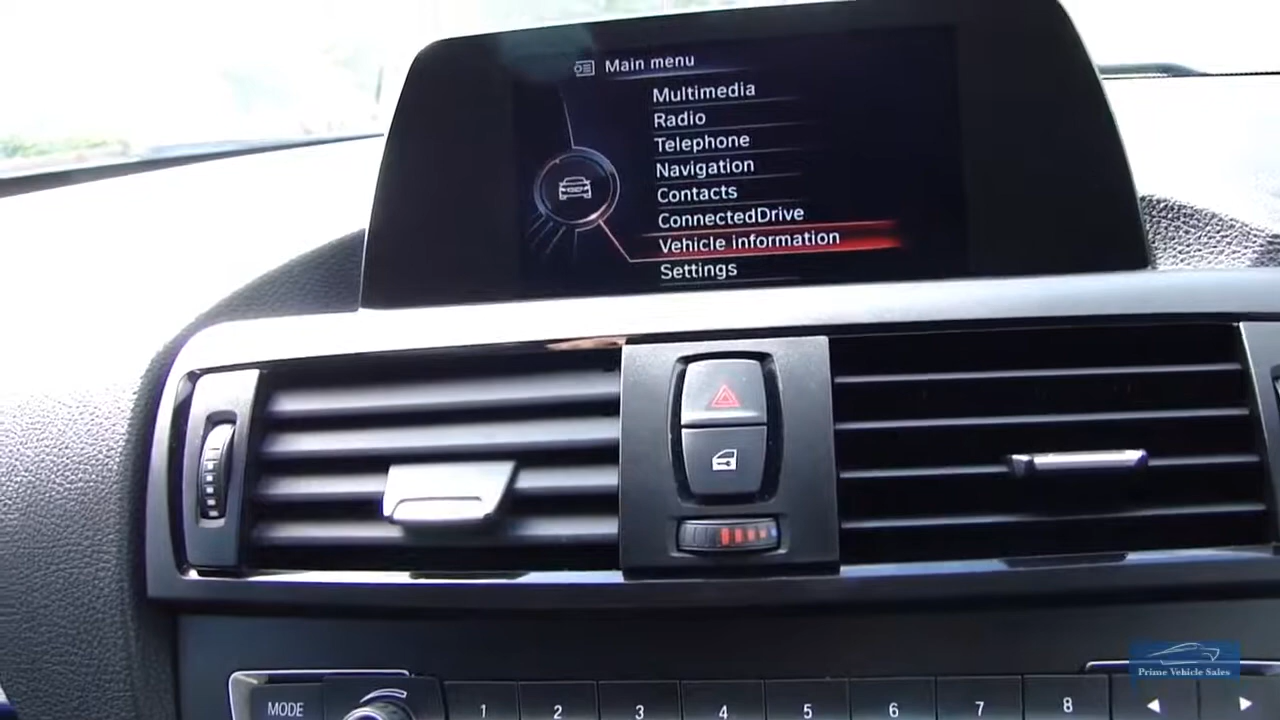 Main menu
Multimedia
Radio
Telephone
Navigation
Contacts
ConnectedDrive
Vehicle information
Settings
MODE 1 2 3 4 5 6 7 8
Prime Vehicle Sales